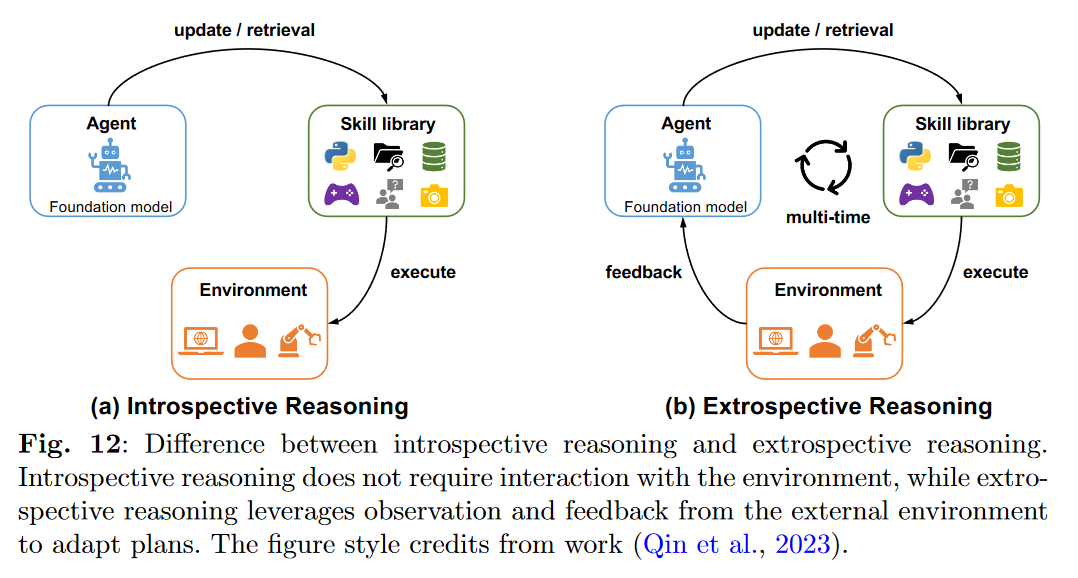 update / retrieval
Agent
Foundation model
Skill library
?
execute
Environment
(a) Introspective Reasoning
update / retrieval
Agent
Foundation model
Skill library
?
multi-time
feedback
execute
Environment
(b) Extrospective Reasoning
Fig. 12: Difference between introspective reasoning and extrospective reasoning.
Introspective reasoning does not require interaction with the environment, while extro-
spective reasoning leverages observation and feedback from the external environment
to adapt plans. The figure style credits from work (Qin et al., 2023).